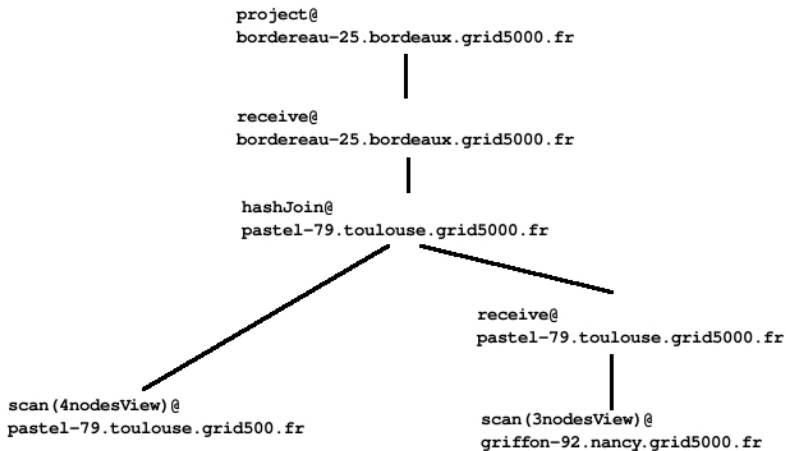 project@
bordereau-25.bordeaux.grid5000.fr
receive@
bordereau-25.bordeaux.grid5000.fr
hashJoin@
pastel-79.toulouse.grid5000.fr
receive@
pastel-79.toulouse.grid5000.fr
scan(4nodesView)@
pastel-79.toulouse.grid500.fr
scan(3nodesView)@
griffon-92.nancy.grid5000.fr